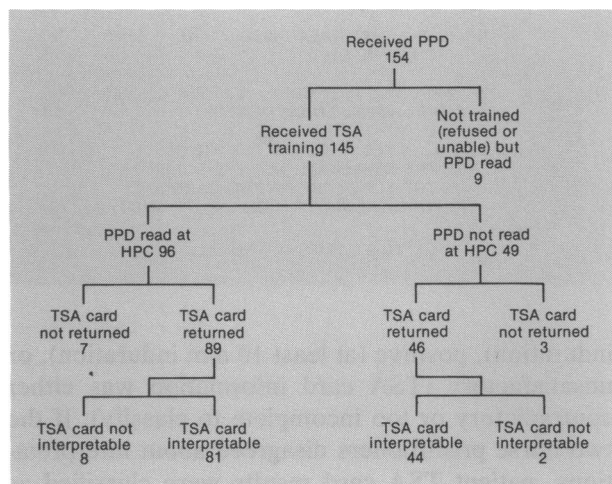 Received PPD
154
Received TSA
training 145
Not trained
(refused or
unable) but
PPD read
9
PPD read at
HPC 96
PPD not read
at HPC 49
TSA card
not returned
7
TSA card
returned
89
TSA card
returned
46
TSA card
not returned
3
TSA card not
interpretable
8
TSA card
interpretable
81
TSA card
interpretable
44
TSA card not
interpretable
2